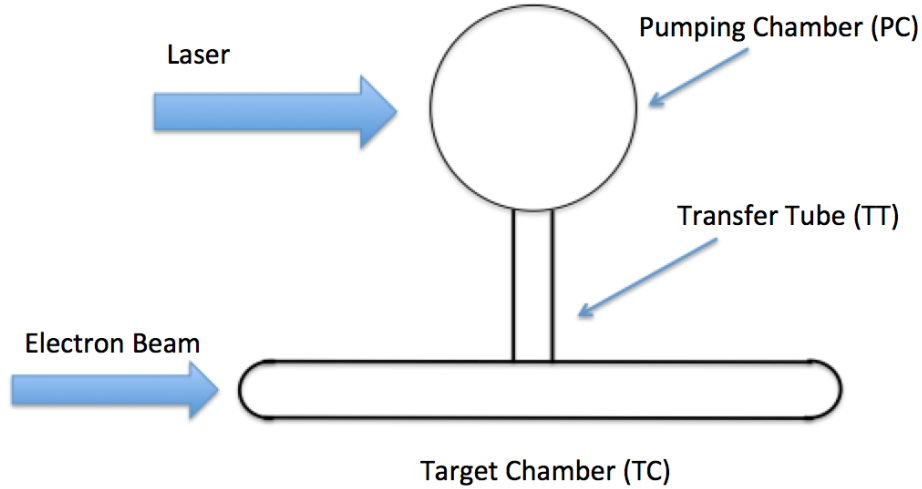 Pumping Chamber (PC)
Laser
Transfer Tube (TT)
Electron Beam
Target Chamber (TC)